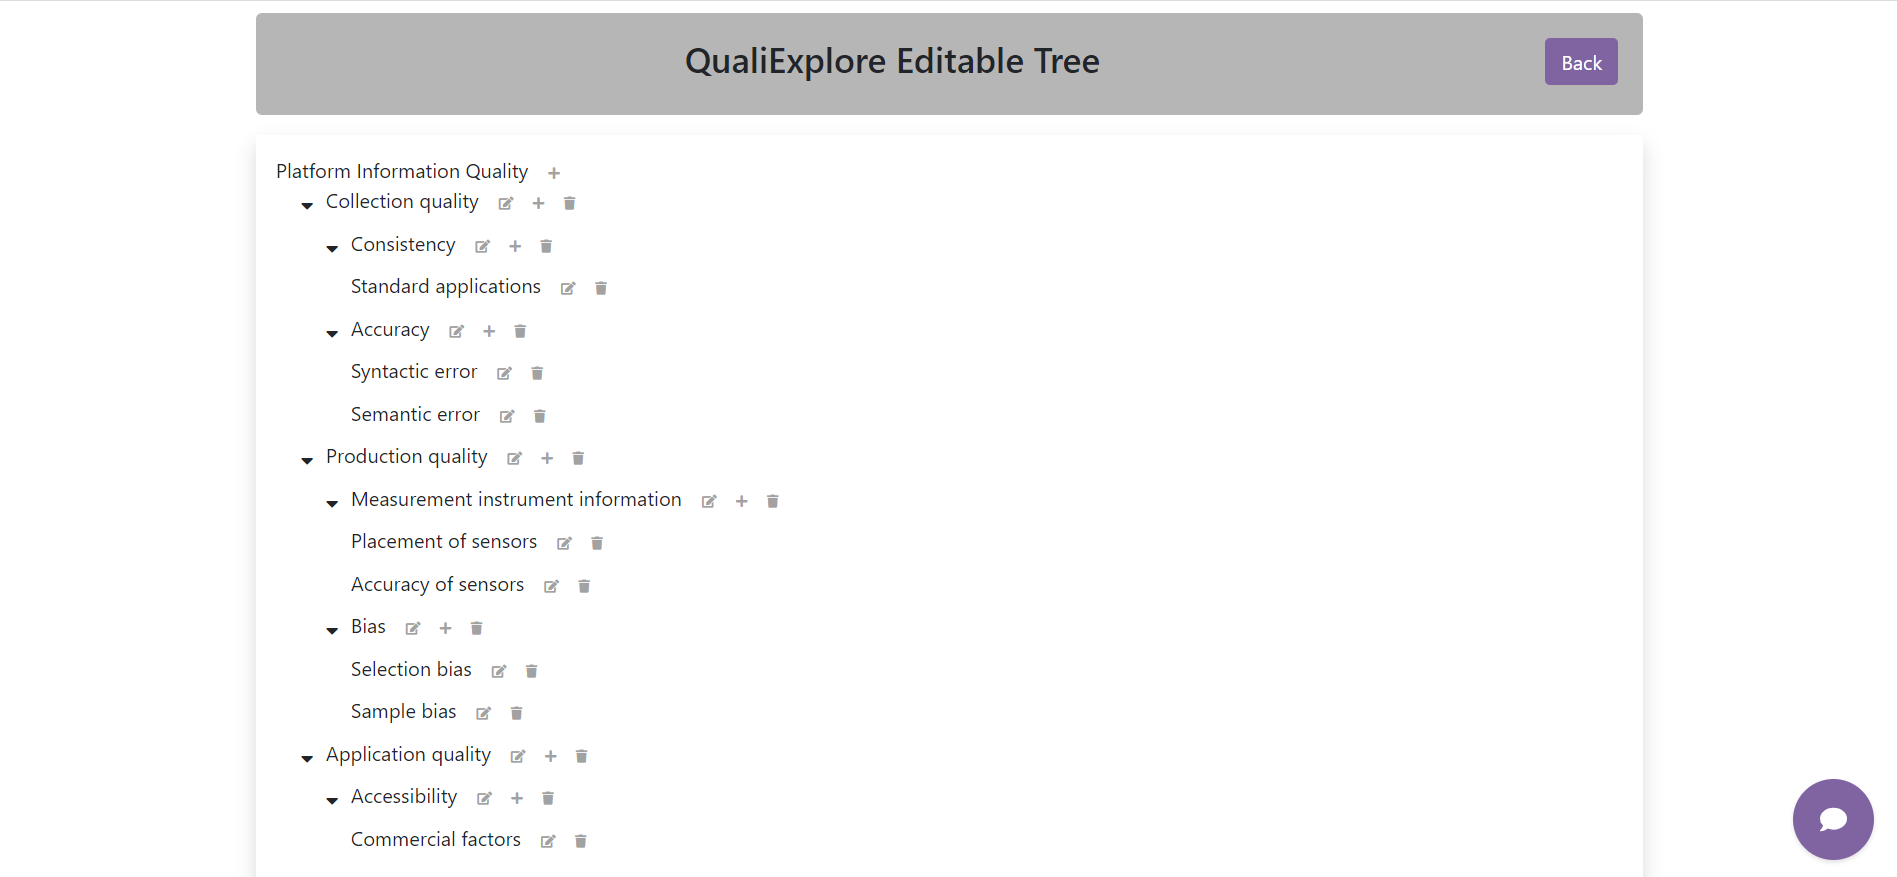 QualiExplore Editable Tree
Back
Platform Information Quality
Collection quality
Consistency
Standard applications
Accuracy
Syntactic error
Semantic error
Production quality
Measurement instrument information
Placement of sensors
Accuracy of sensors
Bias
Selection bias
Sample bias
Application quality
Accessibility
Commercial factors